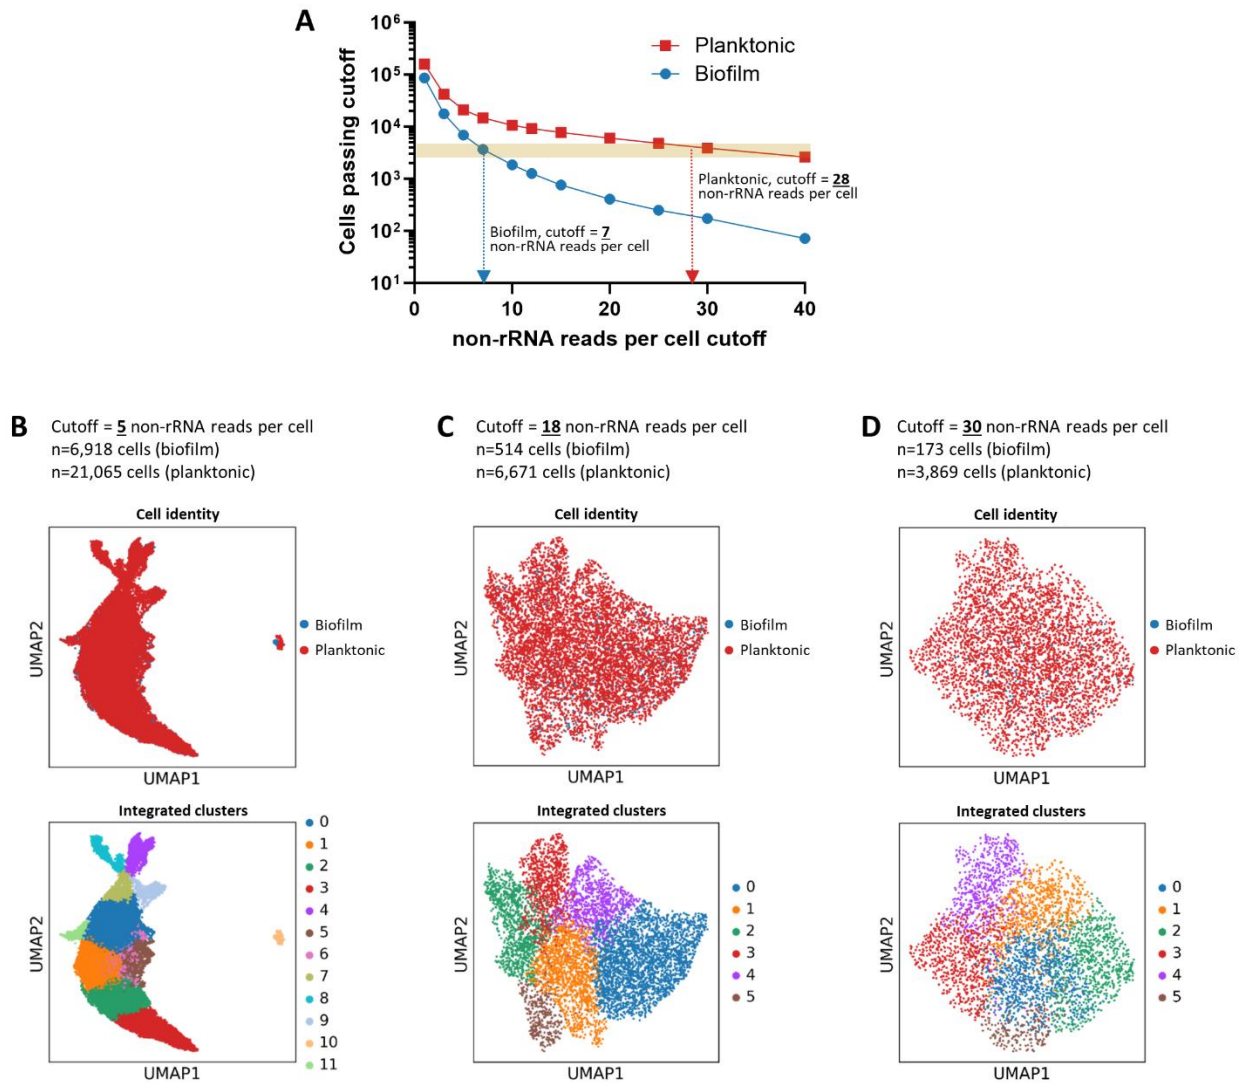 A
10⁶
10⁵
10⁴
10³
10²
10¹
Cells passing cutoff
Planktonic
Biofilm
Planktonic, cutoff = 28
non-rRNA reads per cell
Biofilm, cutoff = 7
non-rRNA reads per cell
0 10 20 30 40
non-rRNA reads per cell cutoff
B
Cutoff = 5 non-rRNA reads per cell
n=6,918 cells (biofilm)
n=21,065 cells (planktonic)
Cell identity
UMAP2
Biofilm
Planktonic
UMAP1
Integrated clusters
UMAP2
0
1
2
3
4
5
6
7
8
9
10
11
UMAP1
C
Cutoff = 18 non-rRNA reads per cell
n=514 cells (biofilm)
n=6,671 cells (planktonic)
Cell identity
UMAP2
Biofilm
Planktonic
UMAP1
Integrated clusters
UMAP2
0
1
2
3
4
5
UMAP1
D
Cutoff = 30 non-rRNA reads per cell
n=173 cells (biofilm)
n=3,869 cells (planktonic)
Cell identity
UMAP2
Biofilm
Planktonic
UMAP1
Integrated clusters
UMAP2
0
1
2
3
4
5
UMAP1